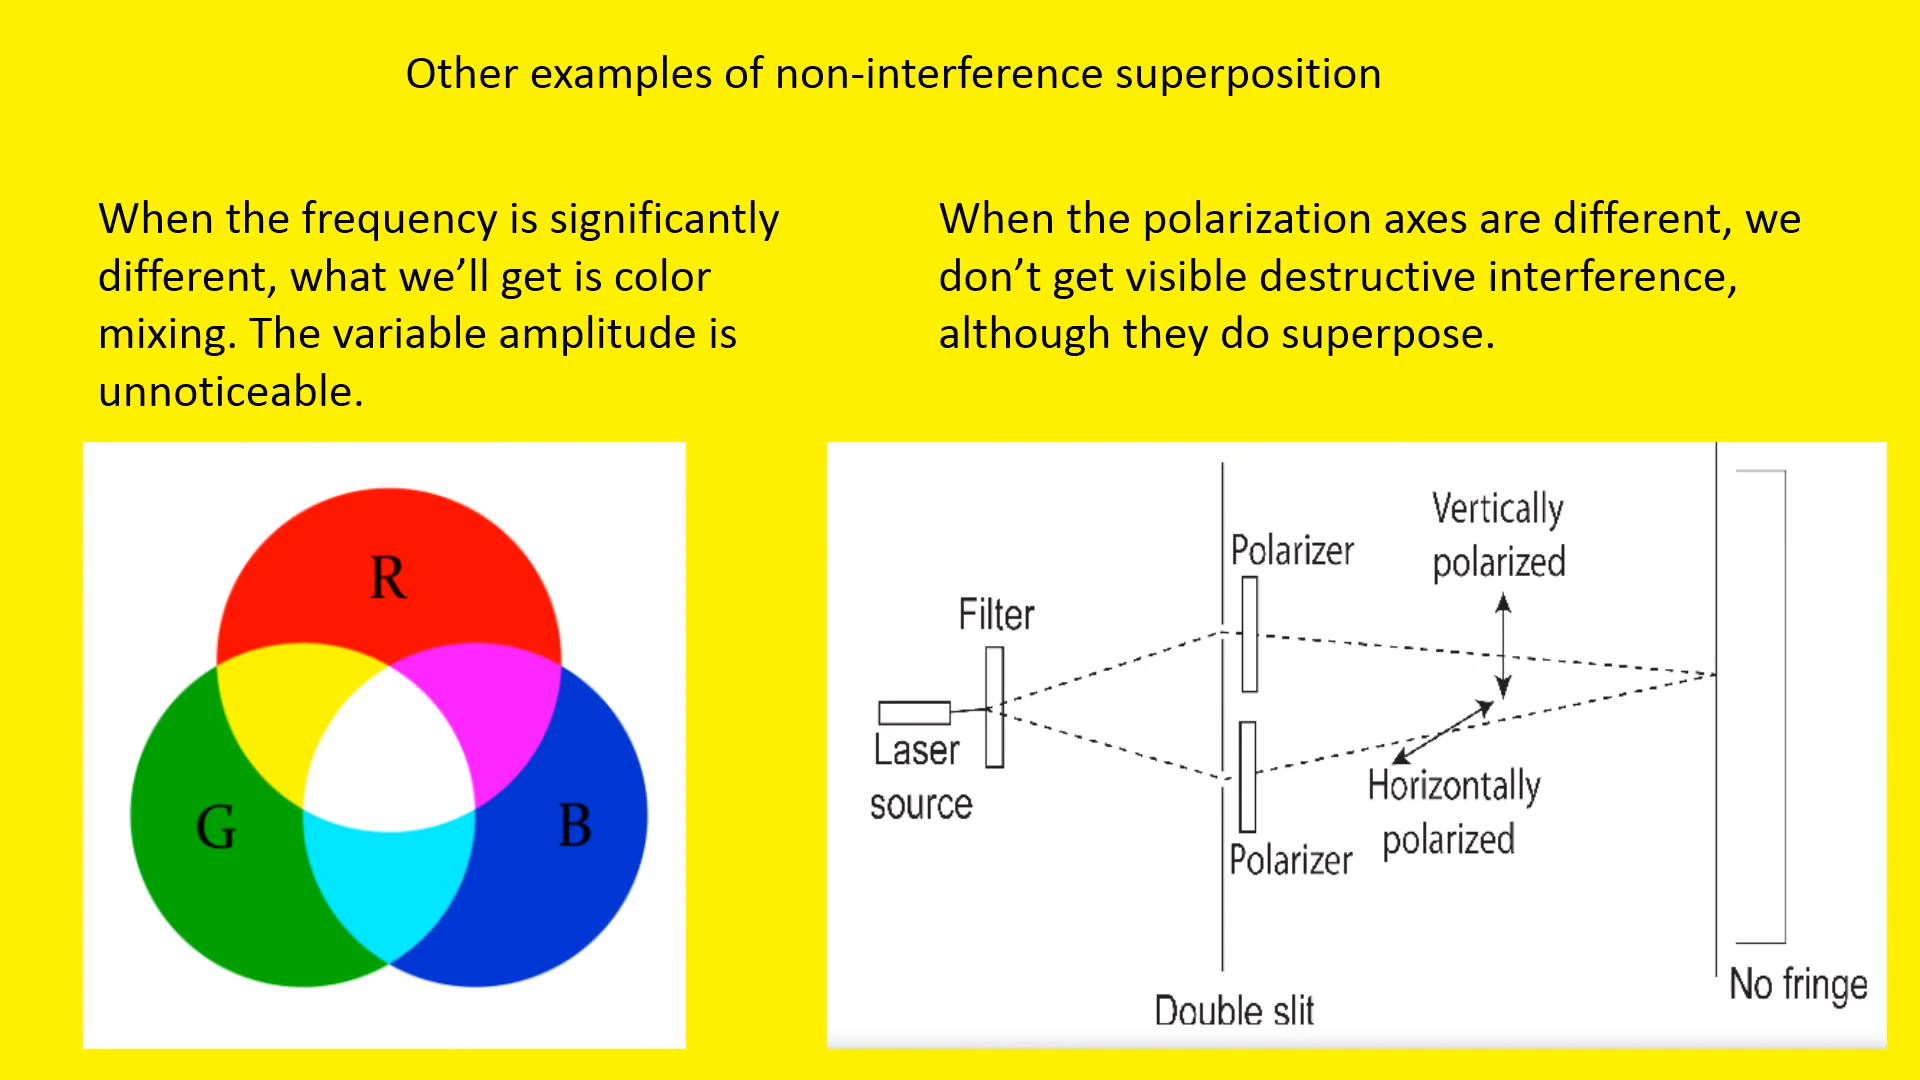 Other examples of non-interference superposition
When the frequency is significantly
different, what we’ll get is color
mixing. The variable amplitude is
unnoticeable.
When the polarization axes are different, we
don’t get visible destructive interference,
although they do superpose.
R
G
B
Vertically
polarized
Polarizer
Filter
Laser
source
Horizontally
polarized
Polarizer
No fringe
Double slit